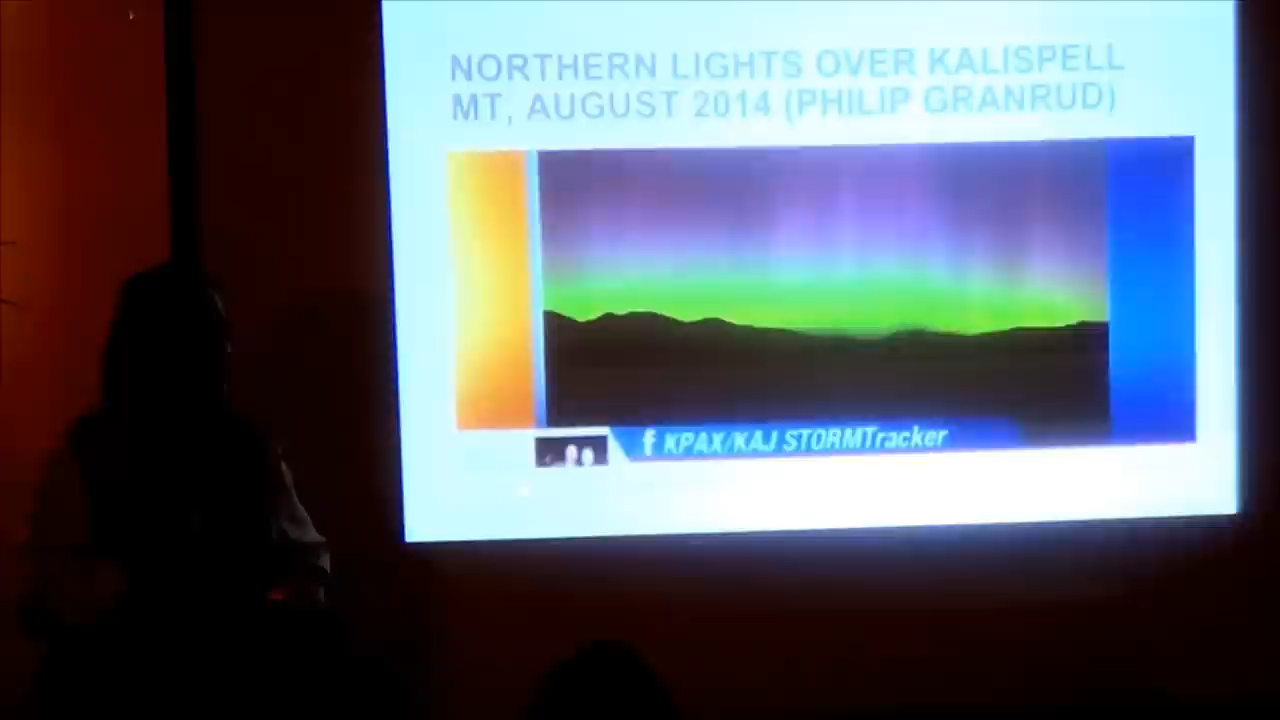 NORTHERN LIGHTS OVER KALISPELL
MT, AUGUST 2014 (PHILIP GRANRUD)
f KPAX/KAJ STORMTracker